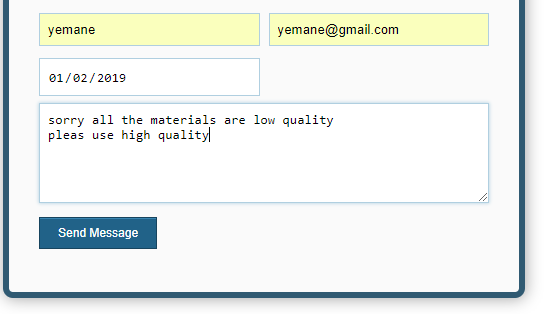 yemane
yemane@gmail.com
01/02/2019
sorry all the materials are low quality
pleas use high quality
Send Message